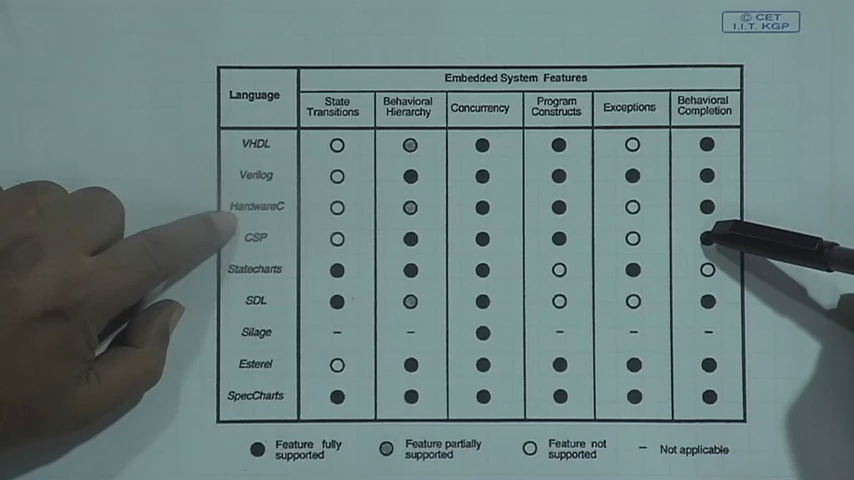 © CET
I.I.T. KGP
Embedded System Features
Language
State Transitions
Behavioral Hierarchy
Concurrency
Program Constructs
Exceptions
Behavioral Completion
VHDL
Verilog
HardwareC
CSP
Statecharts
SDL
Silage – – – – –
Esterel
SpecCharts
Feature fully supported
Feature partially supported
Feature not supported
– Not applicable